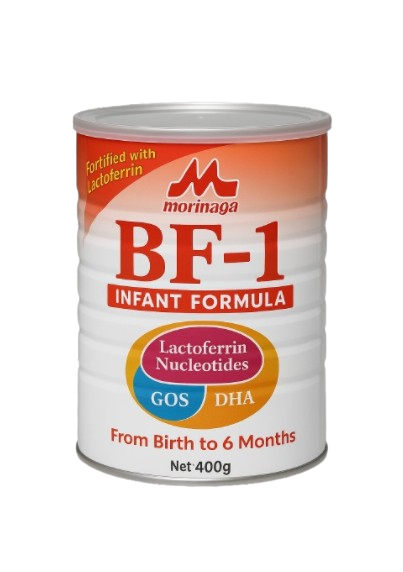 Fortified with
Lactoferrin
morinaga
BF-1
INFANT FORMULA
Lactoferrin
Nucleotides
GOS DHA
From Birth to 6 Months
Net 400g